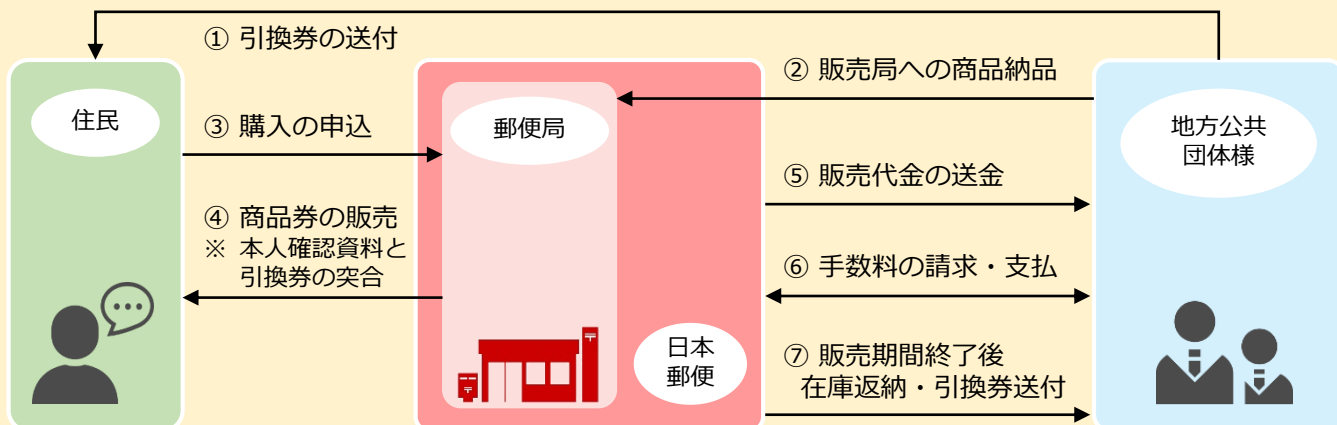 ① 引換券の送付
住民
郵便局
② 販売局への商品納品
地方公共
団体様
③ 購入の申込
⑤ 販売代金の送金
④ 商品券の販売
※ 本人確認資料と
引換券の突合
⑥ 手数料の請求・支払
日本
郵便
⑦ 販売期間終了後
在庫返納・引換券送付